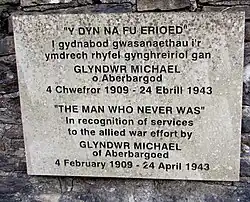 "Y DYN NA FU ERIOED"
I gydnabod gwasanaethau i'r
ymdrech rhyfel gynghreiriol gan
GLYNDWR MICHAEL
o Aberbargod
4 Chwefror 1909 - 24 Ebrill 1943
"THE MAN WHO NEVER WAS"
In recognition of services
to the allied war effort by
GLYNDWR MICHAEL
of Aberbargoed
4 February 1909 - 24 April 1943